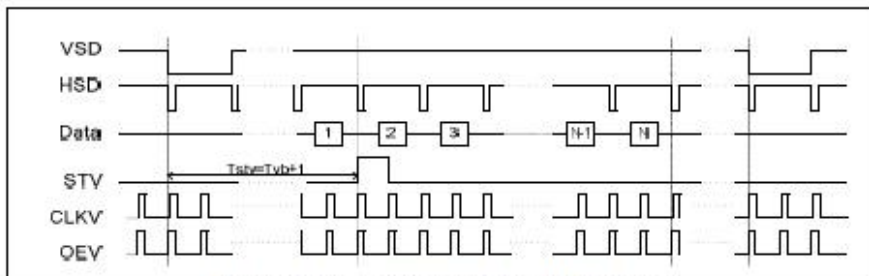 VSD
HSD
Data 1 2 3 N-1 N
Tstv=Tvb+1
STV
CLKV
OEV